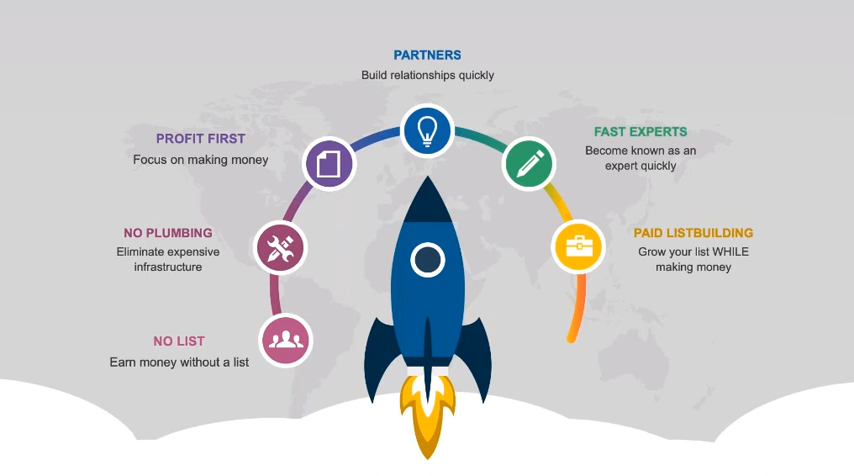 PARTNERS
Build relationships quickly
PROFIT FIRST
Focus on making money
FAST EXPERTS
Become known as an
expert quickly
NO PLUMBING
Eliminate expensive
infrastructure
PAID LISTBUILDING
Grow your list WHILE
making money
NO LIST
Earn money without a list